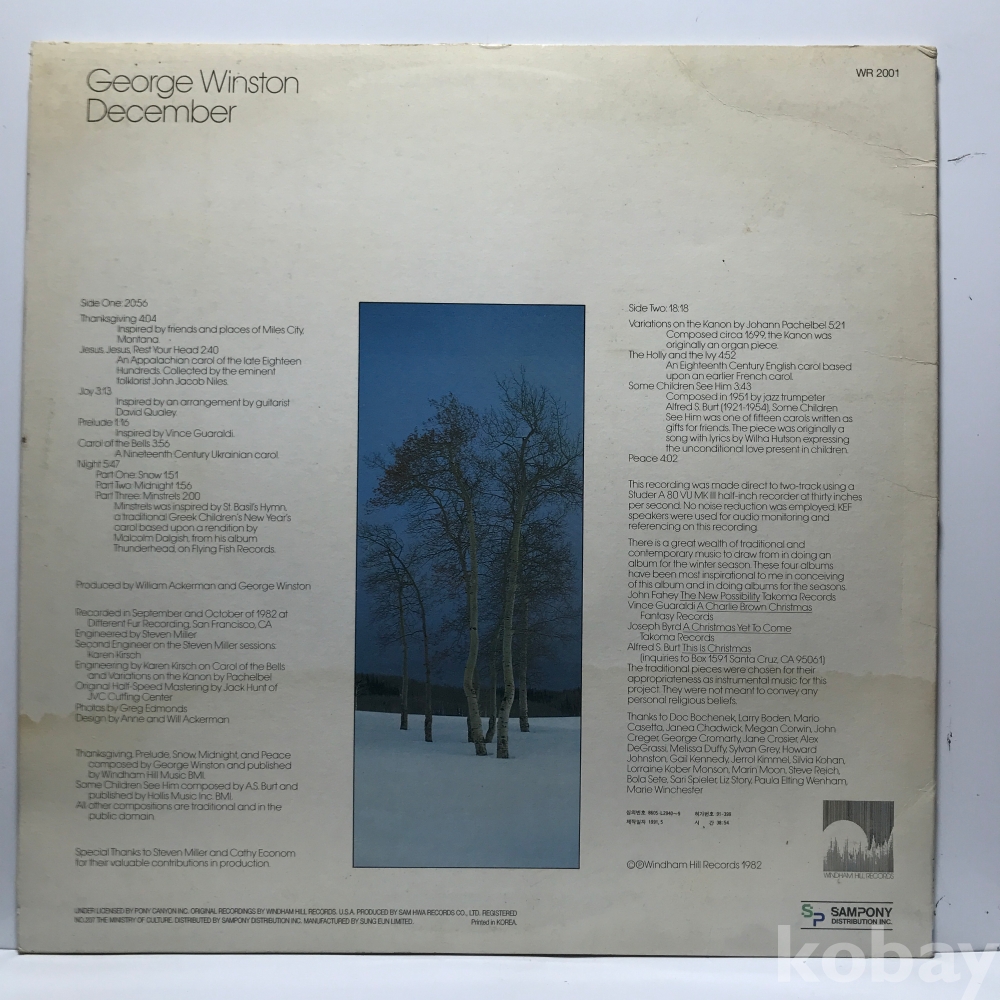 George Winston
December
WR 2001
Side One: 20:56
Thanksgiving 4:04
Inspired by friends and places of Miles City,
Montana.
Jesus, Jesus, Rest Your Head 2:40
An Appalachian carol of the late Eighteen
Hundreds. Collected by the eminent
folklorist John Jacob Niles.
Joy 3:13
Inspired by an arrangement by guitarist
David Qualey.
Prelude 1:16
Inspired by Vince Guaraldi.
Carol of the Bells 3:56
A Nineteenth Century Ukrainian carol.
Night 5:47
Part One: Snow 1:51
Part Two: Midnight 1:56
Part Three: Minstrels 2:00
Minstrels was inspired by St. Basil's Hymn,
a traditional Greek Children's New Year's
carol based upon a rendition by
Malcolm Dalglish, from his album
Thunderhead, on Flying Fish Records.
Produced by William Ackerman and George Winston
Recorded in September and October of 1982 at
Different Fur Recording, San Francisco, CA
Engineered by Steven Miller
Second Engineer on the Steven Miller sessions:
Karen Kirsch
Engineering by Karen Kirsch on Carol of the Bells
and Variations on the Kanon by Pachelbel
Original Half-Speed Mastering by Jack Hunt of
JVC Cutting Center
Photos by Greg Edmonds
Design by Anne and Will Ackerman
Thanksgiving, Prelude, Snow, Midnight, and Peace
composed by George Winston and published
by Windham Hill Music BMI.
Some Children See Him composed by A.S. Burt and
published by Hollis Music Inc. BMI.
All other compositions are traditional and in the
public domain.
Special Thanks to Steven Miller and Cathy Econom
for their valuable contributions in production.
Side Two: 18:18
Variations on the Kanon by Johann Pachelbel 5:21
Composed circa 1699, the Kanon was
originally an organ piece.
The Holly and the Ivy 4:52
An Eighteenth Century English carol based
upon an earlier French carol.
Some Children See Him 3:43
Composed in 1951 by jazz trumpeter
Alfred S. Burt (1921-1954), Some Children
See Him was one of fifteen carols written as
gifts for friends. The piece was originally a
song with lyrics by Wilha Hutson expressing
the unconditional love present in children.
Peace 4:02
This recording was made direct to two-track using a
Studer A 80 VU MK III half-inch recorder at thirty inches
per second. No noise reduction was employed. KEF
speakers were used for audio monitoring and
referencing on this recording.
There is a great wealth of traditional and
contemporary music to draw from in doing an
album for the winter season. These four albums
have been most inspirational to me in conceiving
of this album and in doing albums for the seasons.
John Fahey The New Possibility Takoma Records
Vince Guaraldi A Charlie Brown Christmas
Fantasy Records
Joseph Byrd A Christmas Yet To Come
Takoma Records
Alfred S. Burt This is Christmas
(inquiries to Box 1591 Santa Cruz, CA 95061)
The traditional pieces were chosen for their
appropriateness as instrumental music for this
project. They were not meant to convey any
personal religious beliefs.
Thanks to Doc Bochenek, Larry Boden, Mario
Casetta, Janea Chadwick, Megan Corwin, John
Creger, George Cromarty, Jane Crosier, Alex
DeGrassi, Melissa Duffy, Sylvan Grey, Howard
Johnston, Gail Kennedy, Jerrol Kimmel, Silvia Kohan,
Lorraine Kober Monson, Marin Moon, Steve Reich,
Bola Sete, Sari Spieler, Liz Story, Paula Elfing Wenham,
Marie Winchester
심의번호
제작일자 1991. 5 시 간 38:54
©℗Windham Hill Records 1982
WINDHAM HILL RECORDS
UNDER LICENSED BY PONY CANYON INC. ORIGINAL RECORDINGS BY WINDHAM HILL RECORDS. U.S.A. PRODUCED BY SAM HWA RECORDS CO., LTD. REGISTERED
NO.207 THE MINISTRY OF CULTURE. DISTRIBUTED BY SAMPONY DISTRIBUTION INC. MANUFACTURED BY SUNG EUN LIMITED. Printed in KOREA.
SP SAMPONY
DISTRIBUTION INC.
kobay